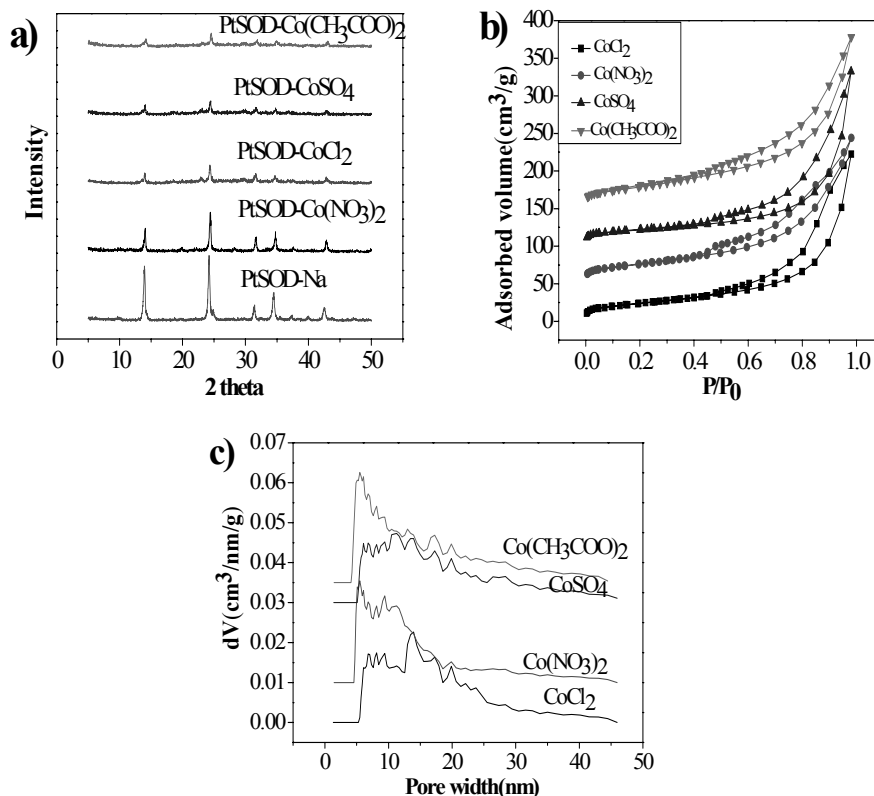 a)
PtSOD-Co(CH3COO)2
PtSOD-CoSO4
PtSOD-CoCl2
PtSOD-Co(NO3)2
PtSOD-Na
Intensity
0 10 20 30 40 50
2 theta
b)
400
350
300
250
200
150
100
50
0
Adsorbed volume(cm3/g)
CoCl2
Co(NO3)2
CoSO4
Co(CH3COO)2
0.0 0.2 0.4 0.6 0.8 1.0
P/P0
c)
0.07
0.06
0.05
0.04
0.03
0.02
0.01
0.00
dV(cm3/nm/g)
Co(CH3COO)2
CoSO4
Co(NO3)2
CoCl2
0 10 20 30 40 50
Pore width(nm)